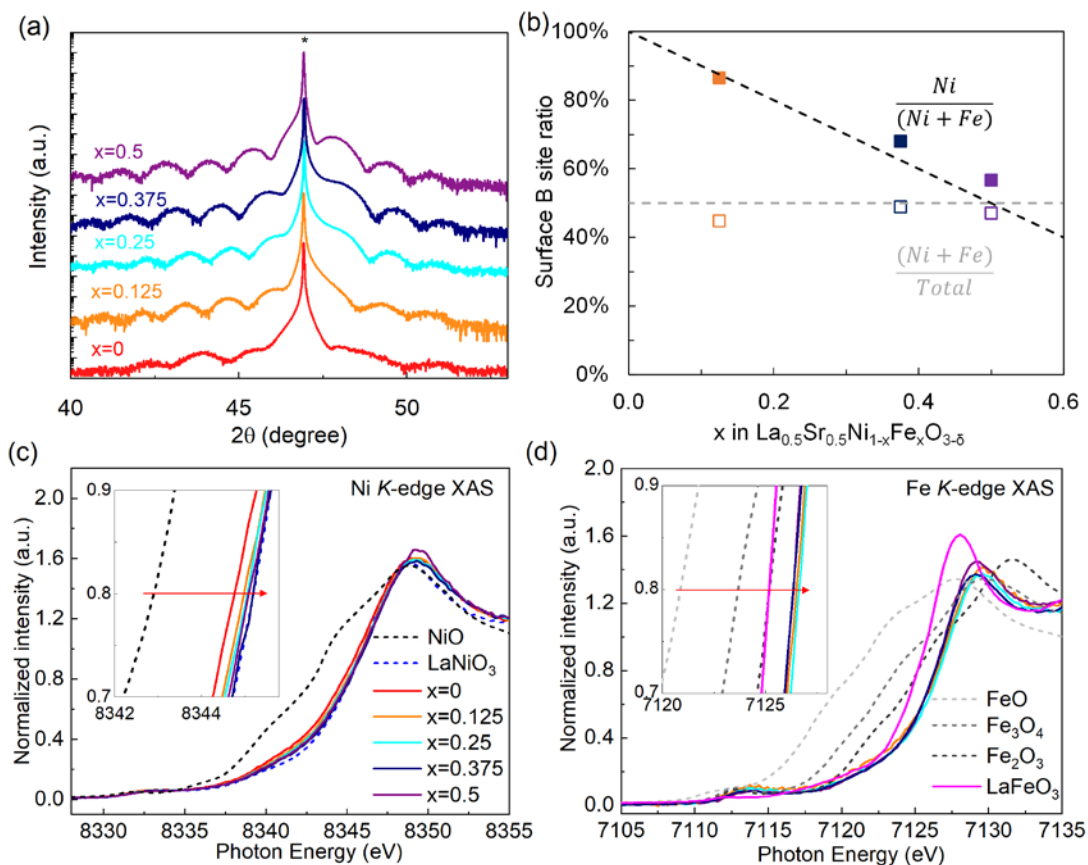 (a)
*
x=0.5
x=0.375
x=0.25
x=0.125
x=0
Intensity (a.u.)
40 45 50
2θ (degree)
(b)
100%
80%
60%
40%
20%
0%
Surface B site ratio
Ni
(Ni + Fe)
(Ni + Fe)
Total
0.0 0.2 0.4 0.6
x in La₀.₅Sr₀.₅Ni₁₋ₓFeₓO₃₋δ
(c)
Ni K-edge XAS
2.0
1.6
1.2
0.8
0.4
0.0
Normalized intensity (a.u.)
0.9
0.8
0.7
8342 8344
NiO
LaNiO₃
x=0
x=0.125
x=0.25
x=0.375
x=0.5
8330 8335 8340 8345 8350 8355
Photon Energy (eV)
(d)
Fe K-edge XAS
2.0
1.6
1.2
0.8
0.4
0.0
Normalized intensity (a.u.)
0.9
0.8
0.7
7120 7125
FeO
Fe₃O₄
Fe₂O₃
LaFeO₃
7105 7110 7115 7120 7125 7130 7135
Photon Energy (eV)